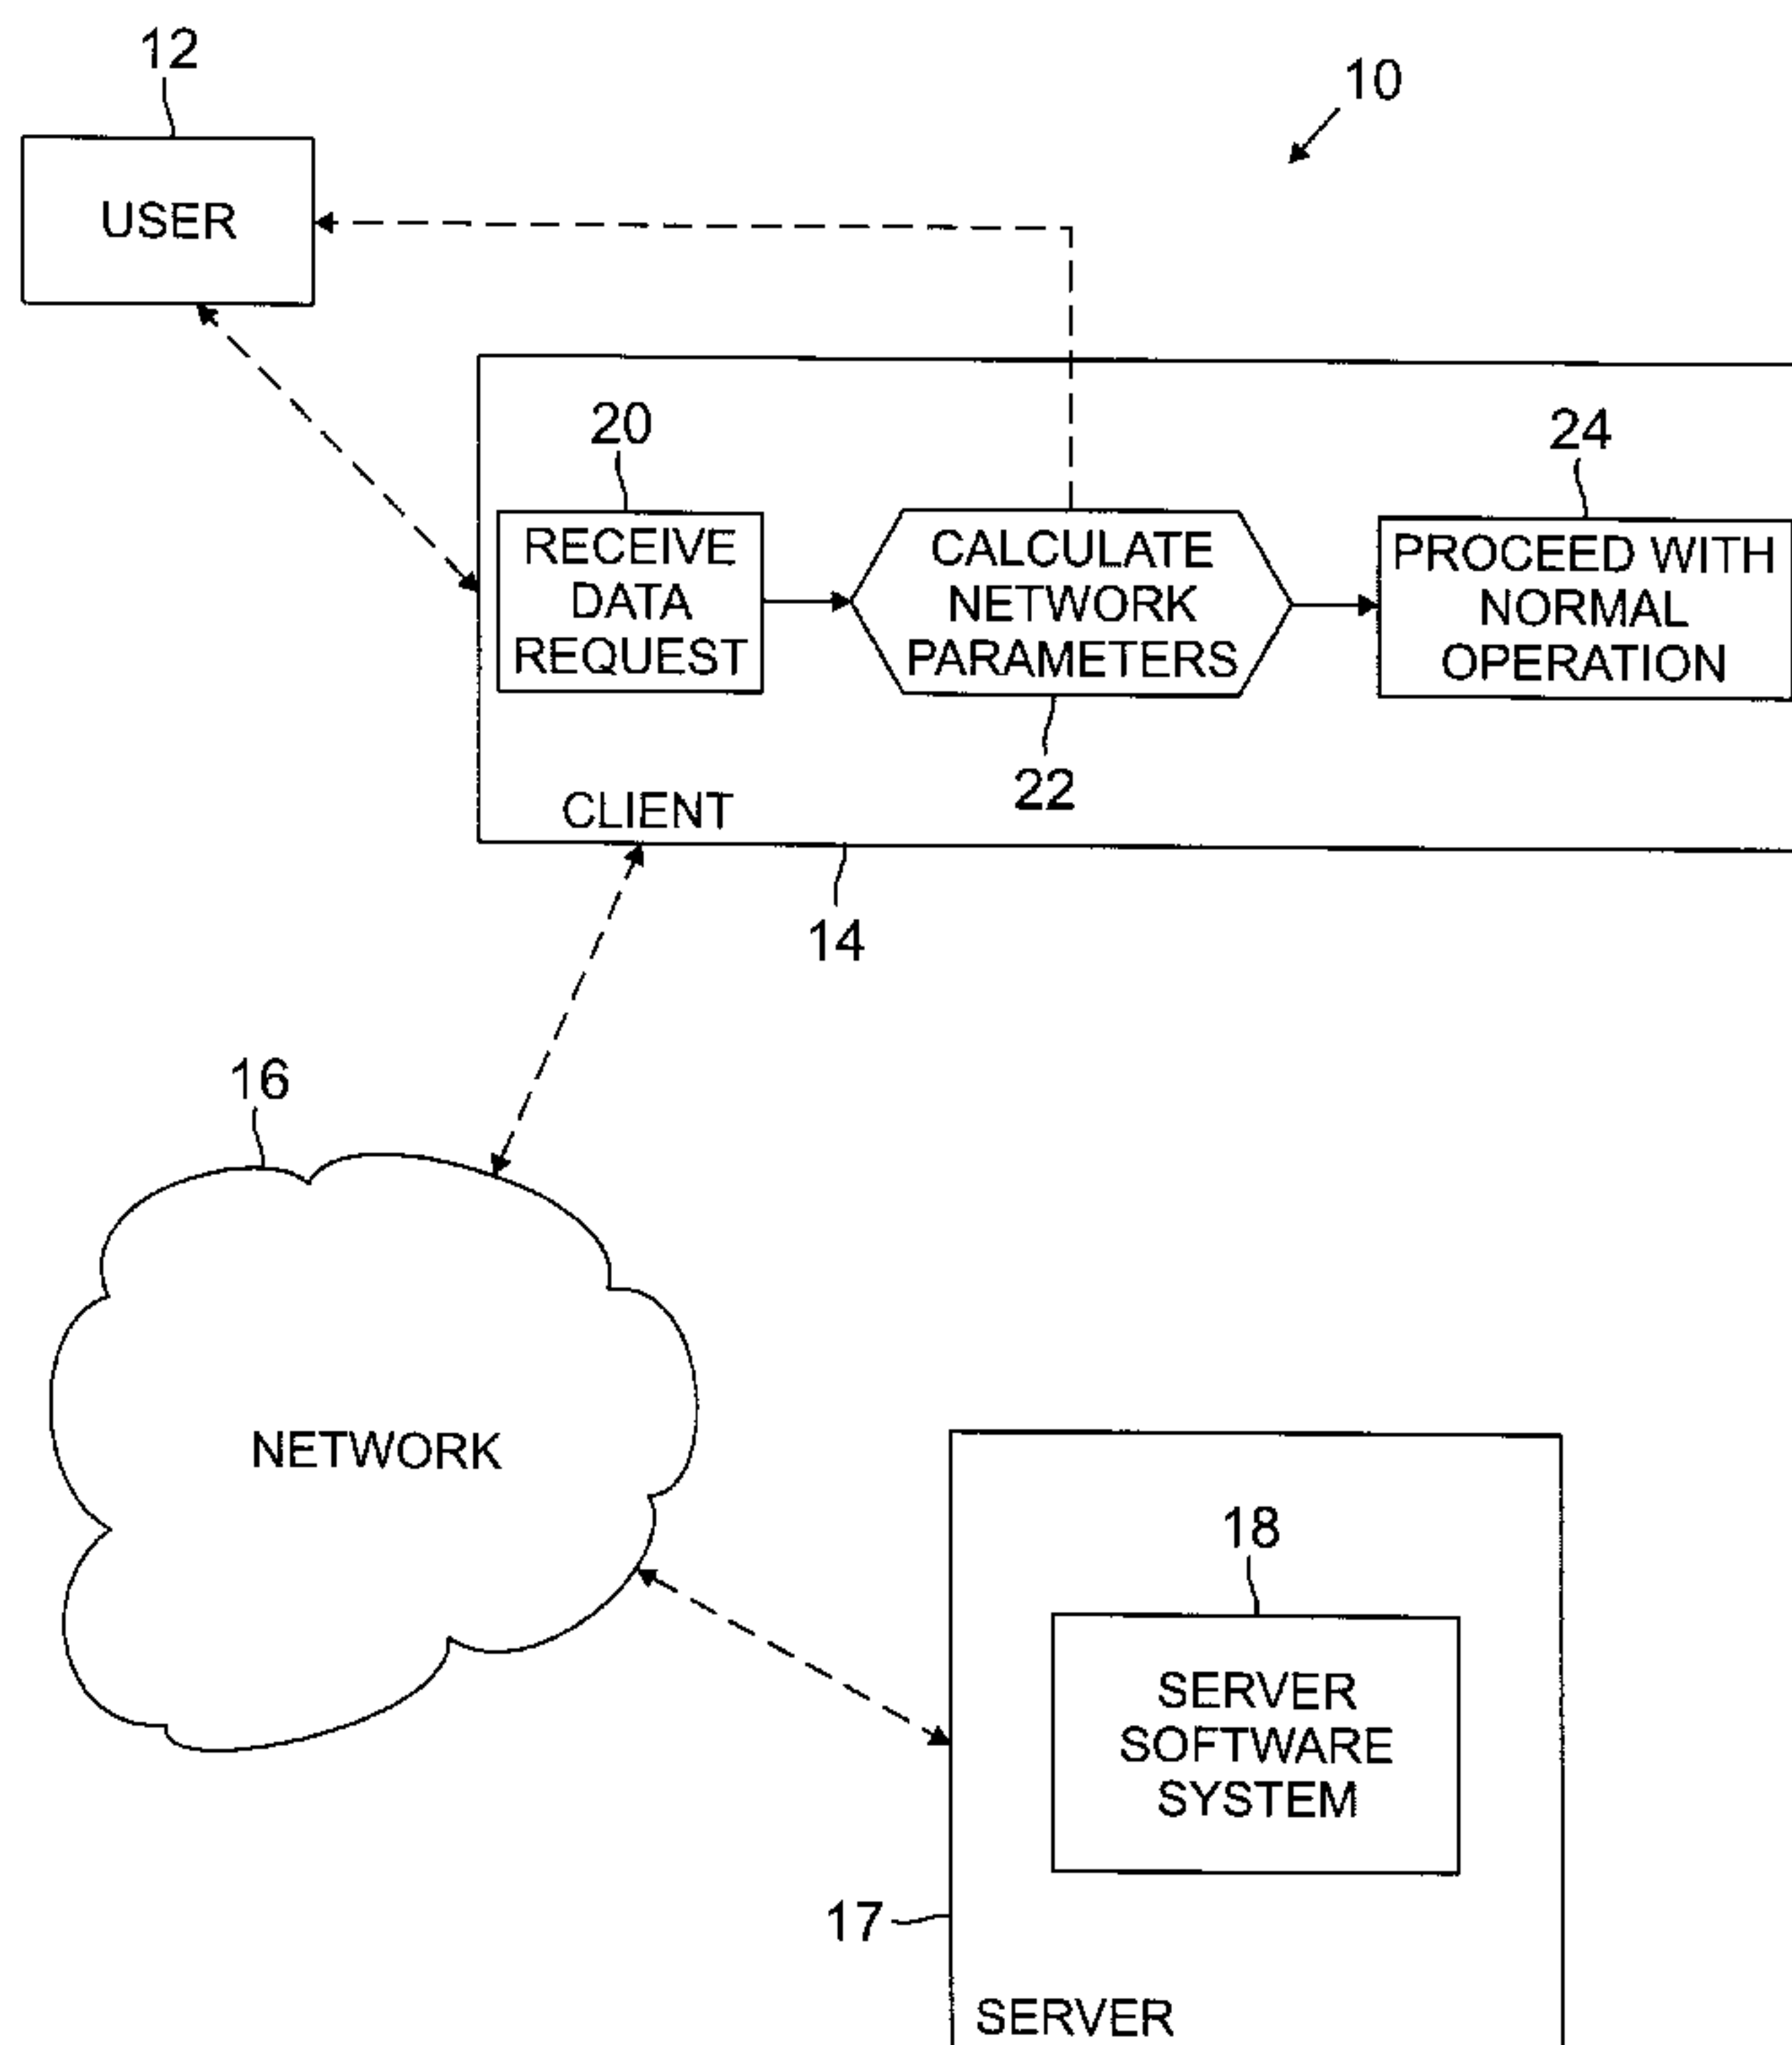 12
10
USER
20
24
RECEIVE
DATA
REQUEST
CALCULATE
NETWORK
PARAMETERS
PROCEED WITH
NORMAL
OPERATION
22
CLIENT
14
16
NETWORK
18
SERVER
SOFTWARE
SYSTEM
17
SERVER